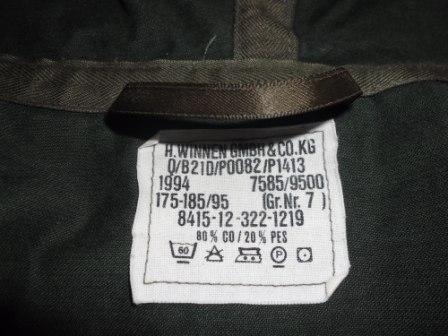 H.WINNEN GMBH & CO.KG
Q/B21D/P0082/P1413
1994 7585/9500
175-185/95 (Gr.Nr. 7)
8415-12-322-1219
80% CO / 20% PES
60 P